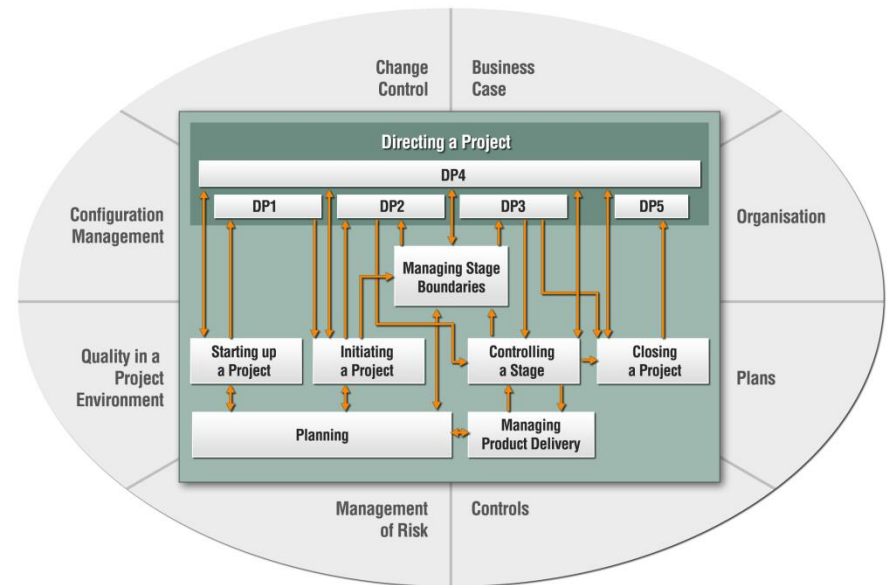 Change
Control
Business
Case
Directing a Project
DP4
DP1
DP2
DP3
DP5
Configuration
Management
Organisation
Managing Stage
Boundaries
Quality in a
Project
Environment
Starting up
a Project
Initiating
a Project
Controlling
a Stage
Closing
a Project
Plans
Planning
Managing
Product Delivery
Management
of Risk
Controls